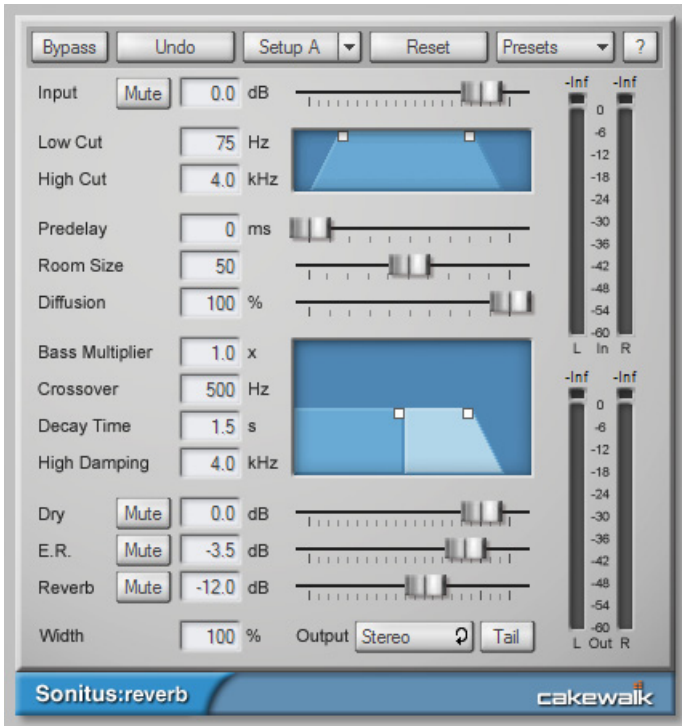 Bypass Undo Setup A Reset Presets ?
Input Mute 0.0 dB
Low Cut 75 Hz
High Cut 4.0 kHz
Predelay 0 ms
Room Size 50
Diffusion 100 %
Bass Multiplier 1.0 x
Crossover 500 Hz
Decay Time 1.5 s
High Damping 4.0 kHz
Dry Mute 0.0 dB
E.R. Mute -3.5 dB
Reverb Mute -12.0 dB
Width 100 % Output Stereo Tail
-Inf -Inf
0
-6
-12
-18
-24
-30
-36
-42
-48
-54
-60
L In R
-Inf -Inf
0
-6
-12
-18
-24
-30
-36
-42
-48
-54
-60
L Out R
Sonitus:reverb
cakewalk